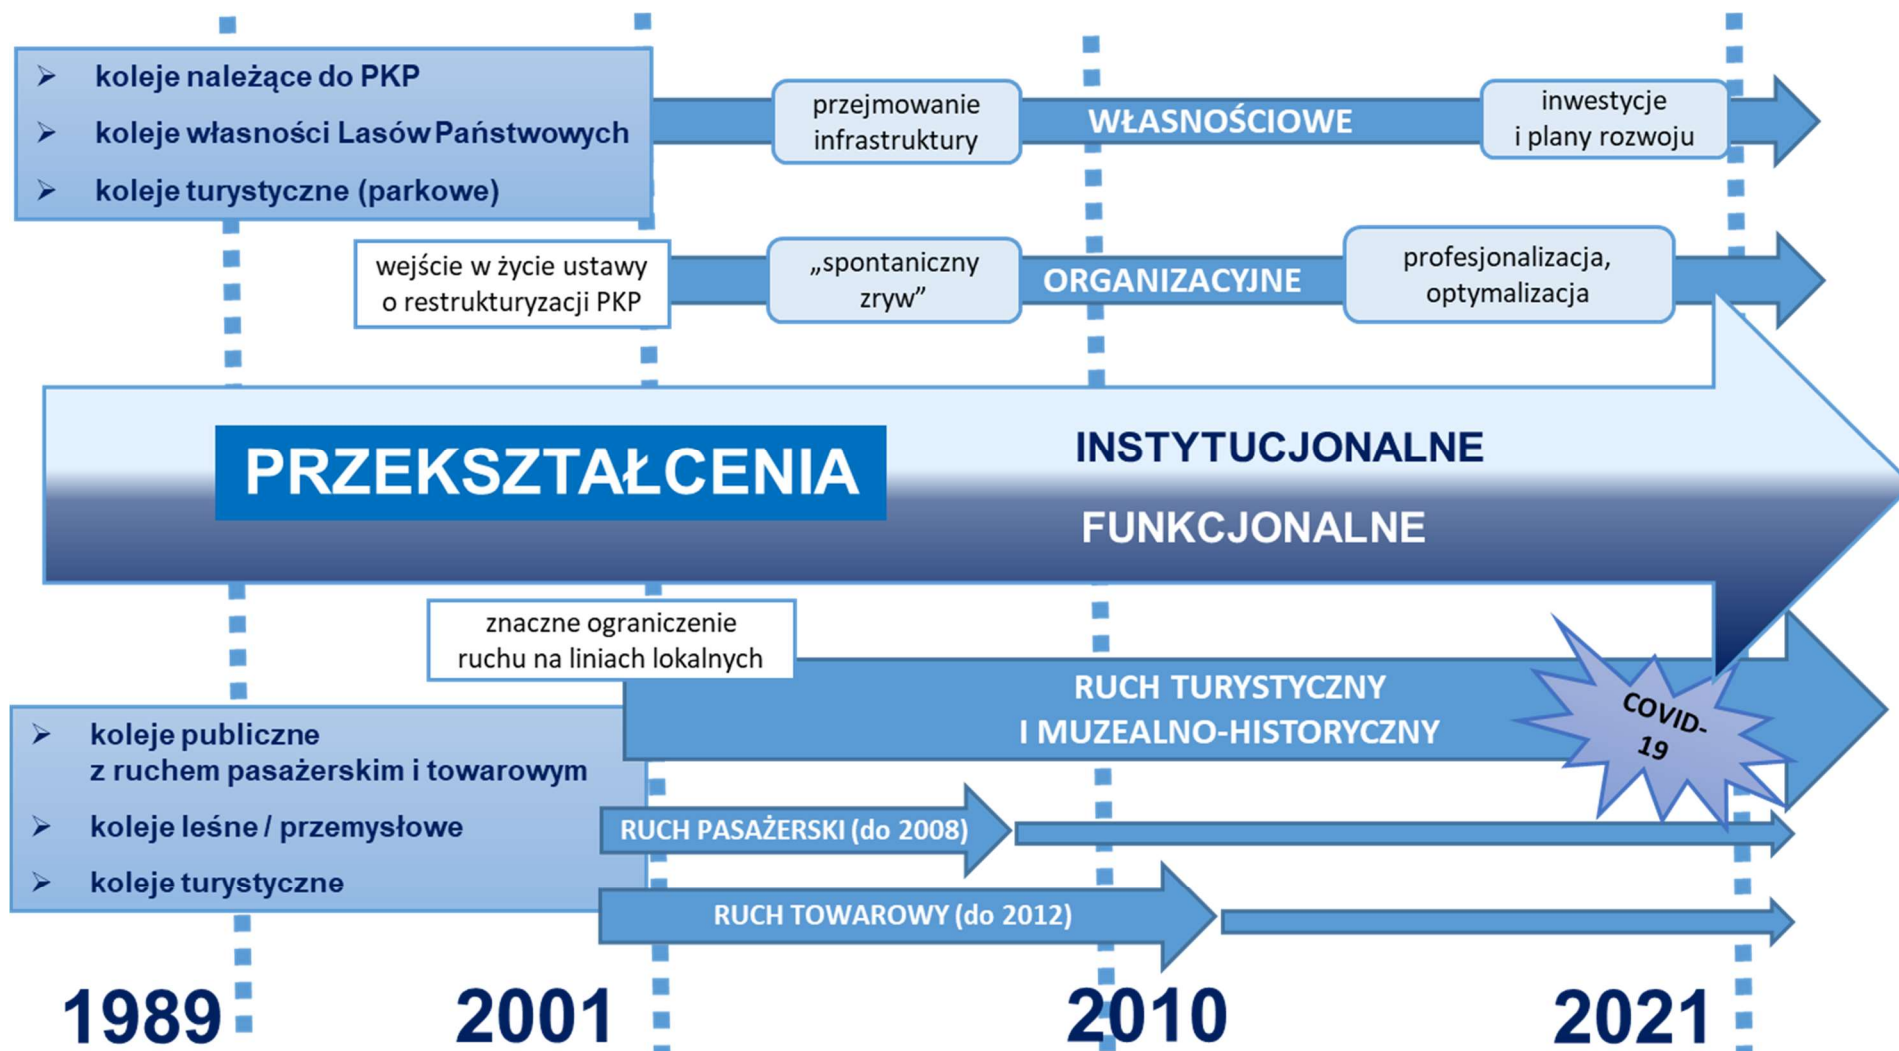 koleje należące do PKP
koleje własności Lasów Państwowych
koleje turystyczne (parkowe)
przejmowanie
infrastruktury
WŁASNOŚCIOWE
inwestycje
i plany rozwoju
wejście w życie ustawy
o restrukturyzacji PKP
„spontaniczny
zryw”
ORGANIZACYJNE
profesjonalizacja,
optymalizacja
PRZEKSZTAŁCENIA
INSTYTUCJONALNE
FUNKCJONALNE
znaczne ograniczenie
ruchu na liniach lokalnych
RUCH TURYSTYCZNY
I MUZEALNO-HISTORYCZNY
COVID-
19
koleje publiczne
z ruchem pasażerskim i towarowym
koleje leśne / przemysłowe
koleje turystyczne
RUCH PASAŻERSKI (do 2008)
RUCH TOWAROWY (do 2012)
1989
2001
2010
2021